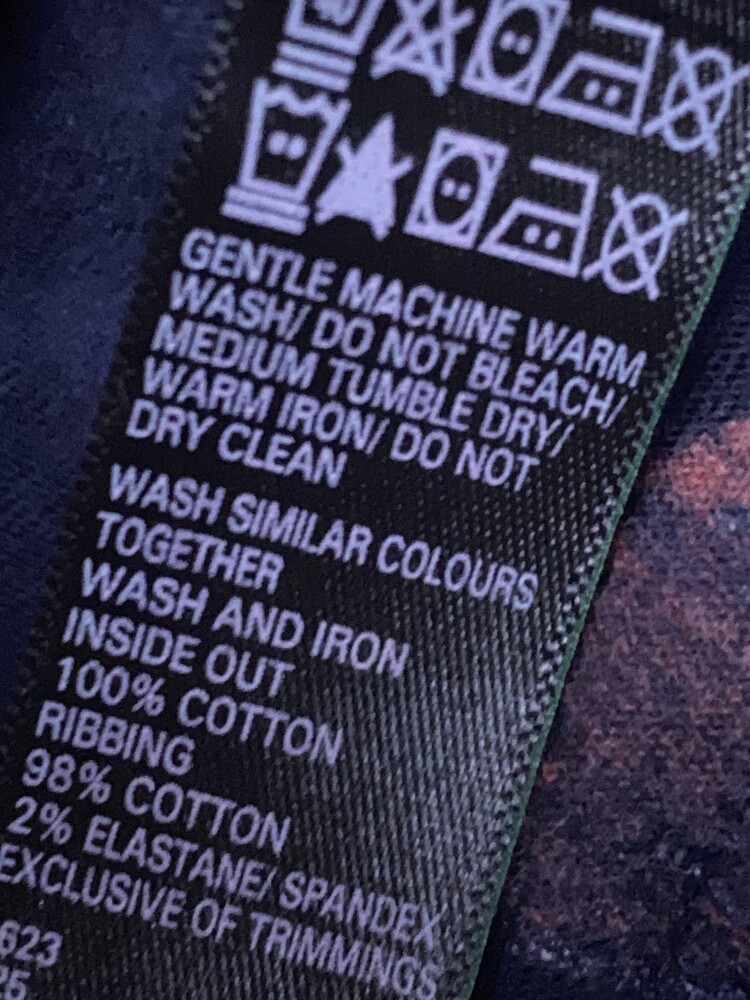 GENTLE MACHINE WARM
WASH/ DO NOT BLEACH/
MEDIUM TUMBLE DRY/
WARM IRON/ DO NOT
DRY CLEAN
WASH SIMILAR COLOURS
TOGETHER
WASH AND IRON
INSIDE OUT
100% COTTON
RIBBING
98% COTTON
2% ELASTANE/ SPANDEX
EXCLUSIVE OF TRIMMINGS
623